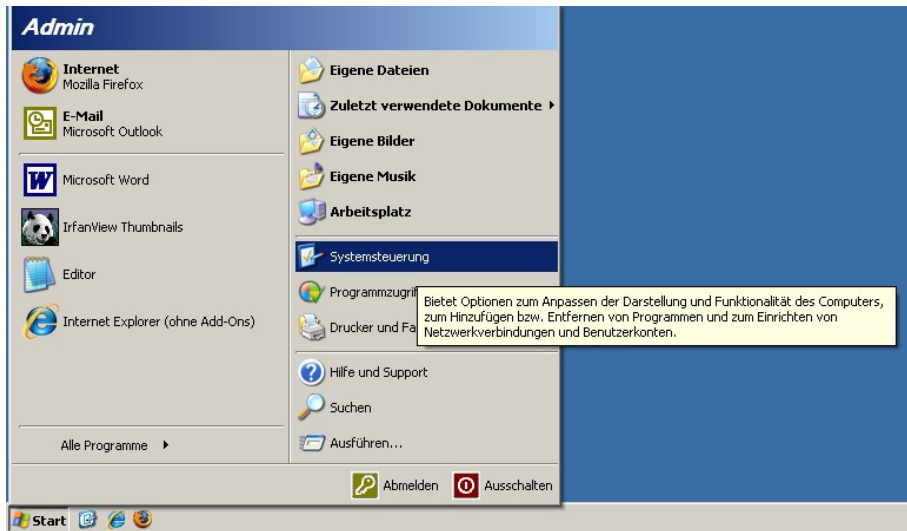 Admin
Internet
Mozilla Firefox
E-Mail
Microsoft Outlook
Microsoft Word
IrfanView Thumbnails
Editor
Internet Explorer (ohne Add-Ons)
Alle Programme
Eigene Dateien
Zuletzt verwendete Dokumente
Eigene Bilder
Eigene Musik
Arbeitsplatz
Systemsteuerung
Programmzugrif
Drucker und Fa
Bietet Optionen zum Anpassen der Darstellung und Funktionalität des Computers,
zum Hinzufügen bzw. Entfernen von Programmen und zum Einrichten von
Netzwerkverbindungen und Benutzerkonten.
Hilfe und Support
Suchen
Ausführen...
Abmelden
Ausschalten
Start